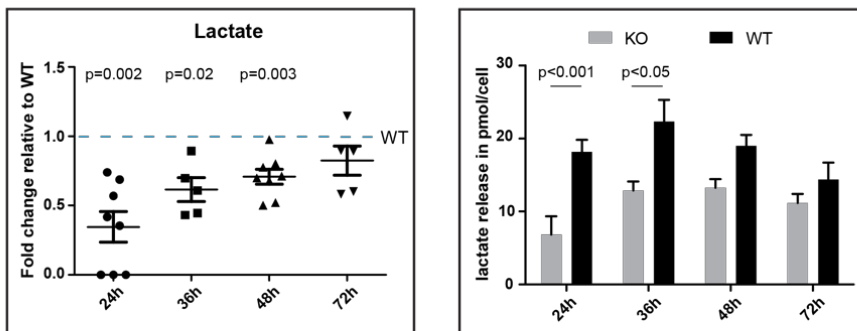 Lactate
Fold change relative to WT
1.5
1.0
0.5
0.0
p=0.002 p=0.02 p=0.003
WT
24h 36h 48h 72h
KO WT
lactate release in pmol/cell
30
20
10
0
p<0.001 p<0.05
24h 36h 48h 72h